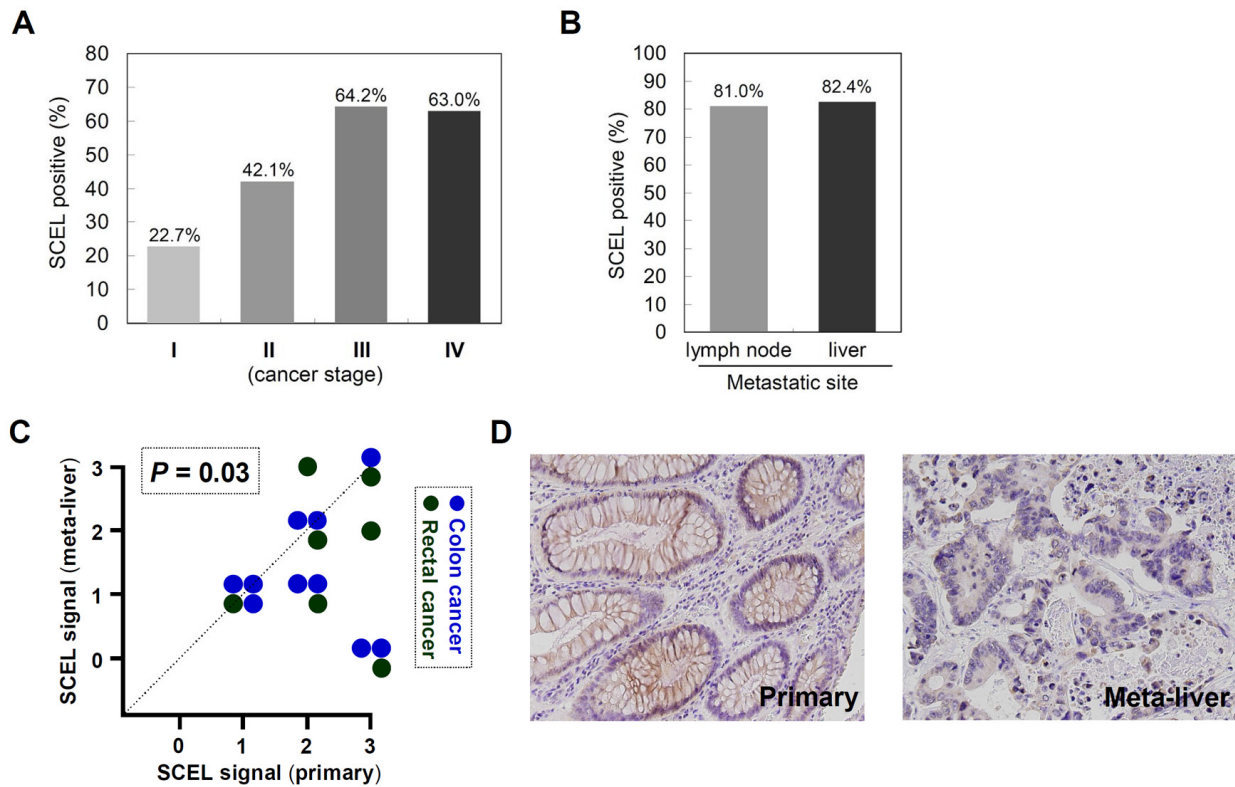 A
SCEL positive (%)
80
70
60
50
40
30
20
10
0
22.7%
42.1%
64.2%
63.0%
I II III IV
(cancer stage)
B
SCEL positive (%)
100
90
80
70
60
50
40
30
20
10
0
81.0%
82.4%
lymph node liver
Metastatic site
C
SCEL signal (meta-liver)
3
2
1
0
P = 0.03
Colon cancer
Rectal cancer
0 1 2 3
SCEL signal (primary)
D
Primary
Meta-liver